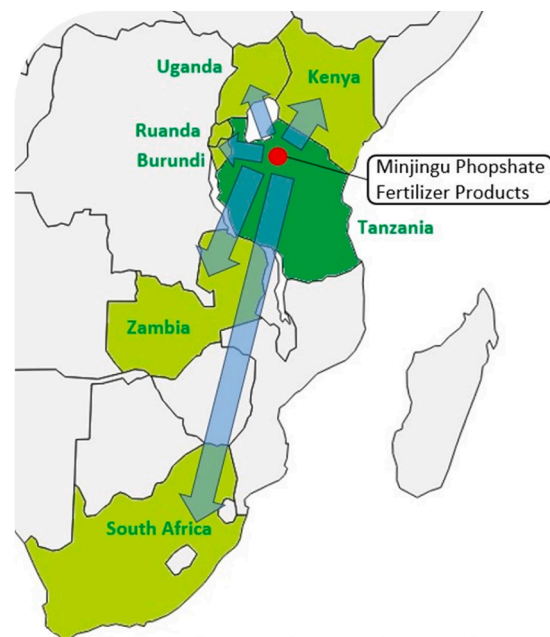 Uganda
Kenya
Ruanda
Burundi
Minjingu Phopshate
Fertilizer Products
Tanzania
Zambia
South Africa